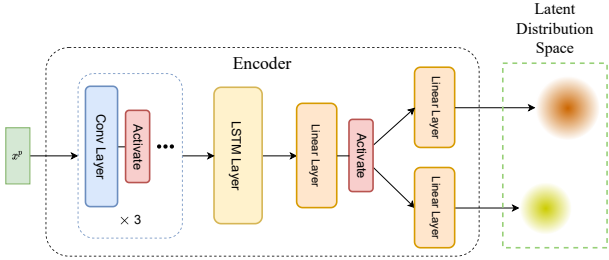 Latent
Distribution
Space
Encoder
x^p
Conv Layer
Activate
•••
× 3
LSTM Layer
Linear Layer
Activate
Linear Layer
Linear Layer